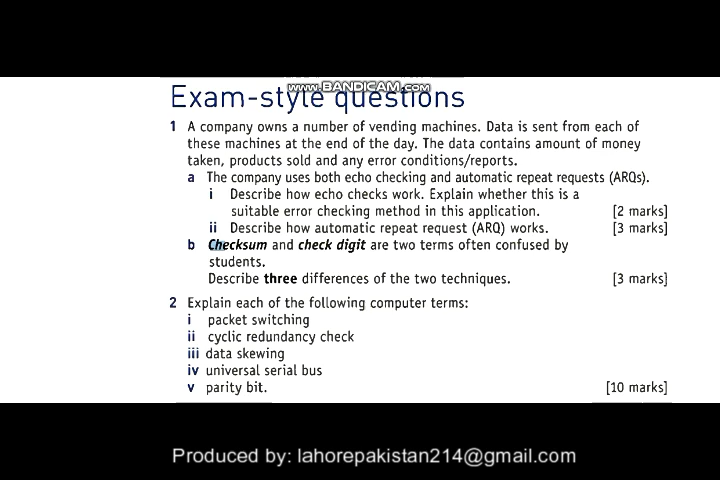 www.BANDICAM.com
Exam-style questions
1 A company owns a number of vending machines. Data is sent from each of
these machines at the end of the day. The data contains amount of money
taken, products sold and any error conditions/reports.
a The company uses both echo checking and automatic repeat requests (ARQs).
i Describe how echo checks work. Explain whether this is a
suitable error checking method in this application. [2 marks]
ii Describe how automatic repeat request (ARQ) works. [3 marks]
b Checksum and check digit are two terms often confused by
students.
Describe three differences of the two techniques. [3 marks]
2 Explain each of the following computer terms:
i packet switching
ii cyclic redundancy check
iii data skewing
iv universal serial bus
v parity bit. [10 marks]
Produced by: lahorepakistan214@gmail.com